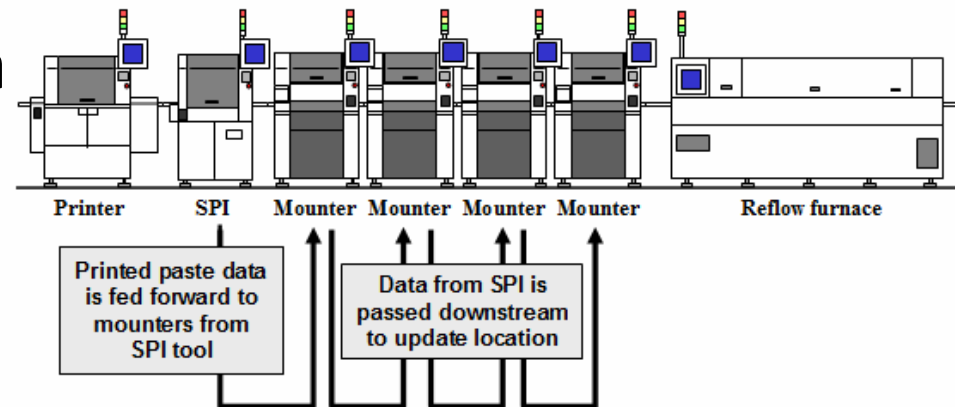 Printer SPI Mounter Mounter Mounter Mounter Reflow furnace
Printed paste data
is fed forward to
mounters from
SPI tool
Data from SPI is
passed downstream
to update location